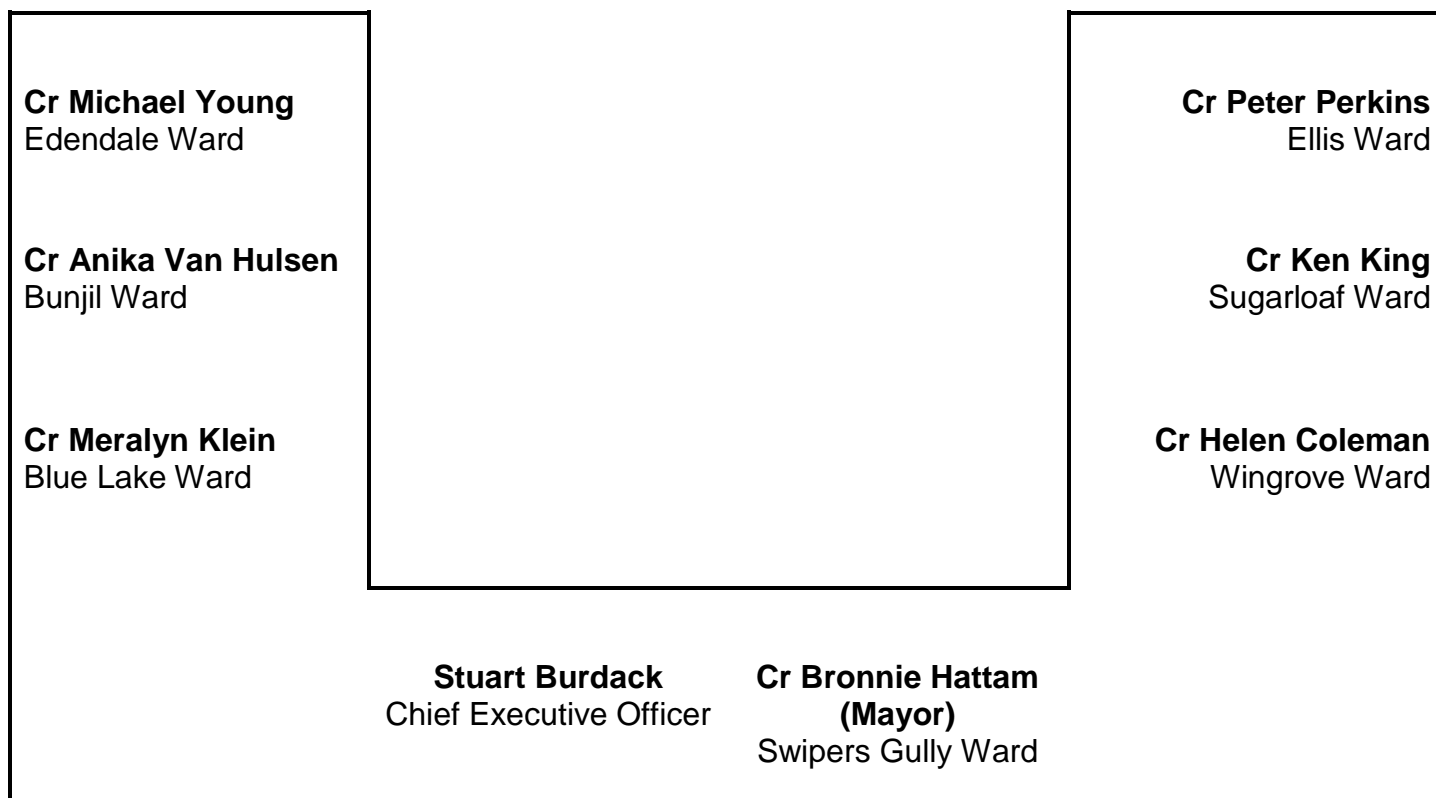 Cr Michael Young
Edendale Ward
Cr Peter Perkins
Ellis Ward
Cr Anika Van Hulsen
Bunjil Ward
Cr Ken King
Sugarloaf Ward
Cr Meralyn Klein
Blue Lake Ward
Cr Helen Coleman
Wingrove Ward
Stuart Burdack
Chief Executive Officer
Cr Bronnie Hattam
(Mayor)
Swipers Gully Ward